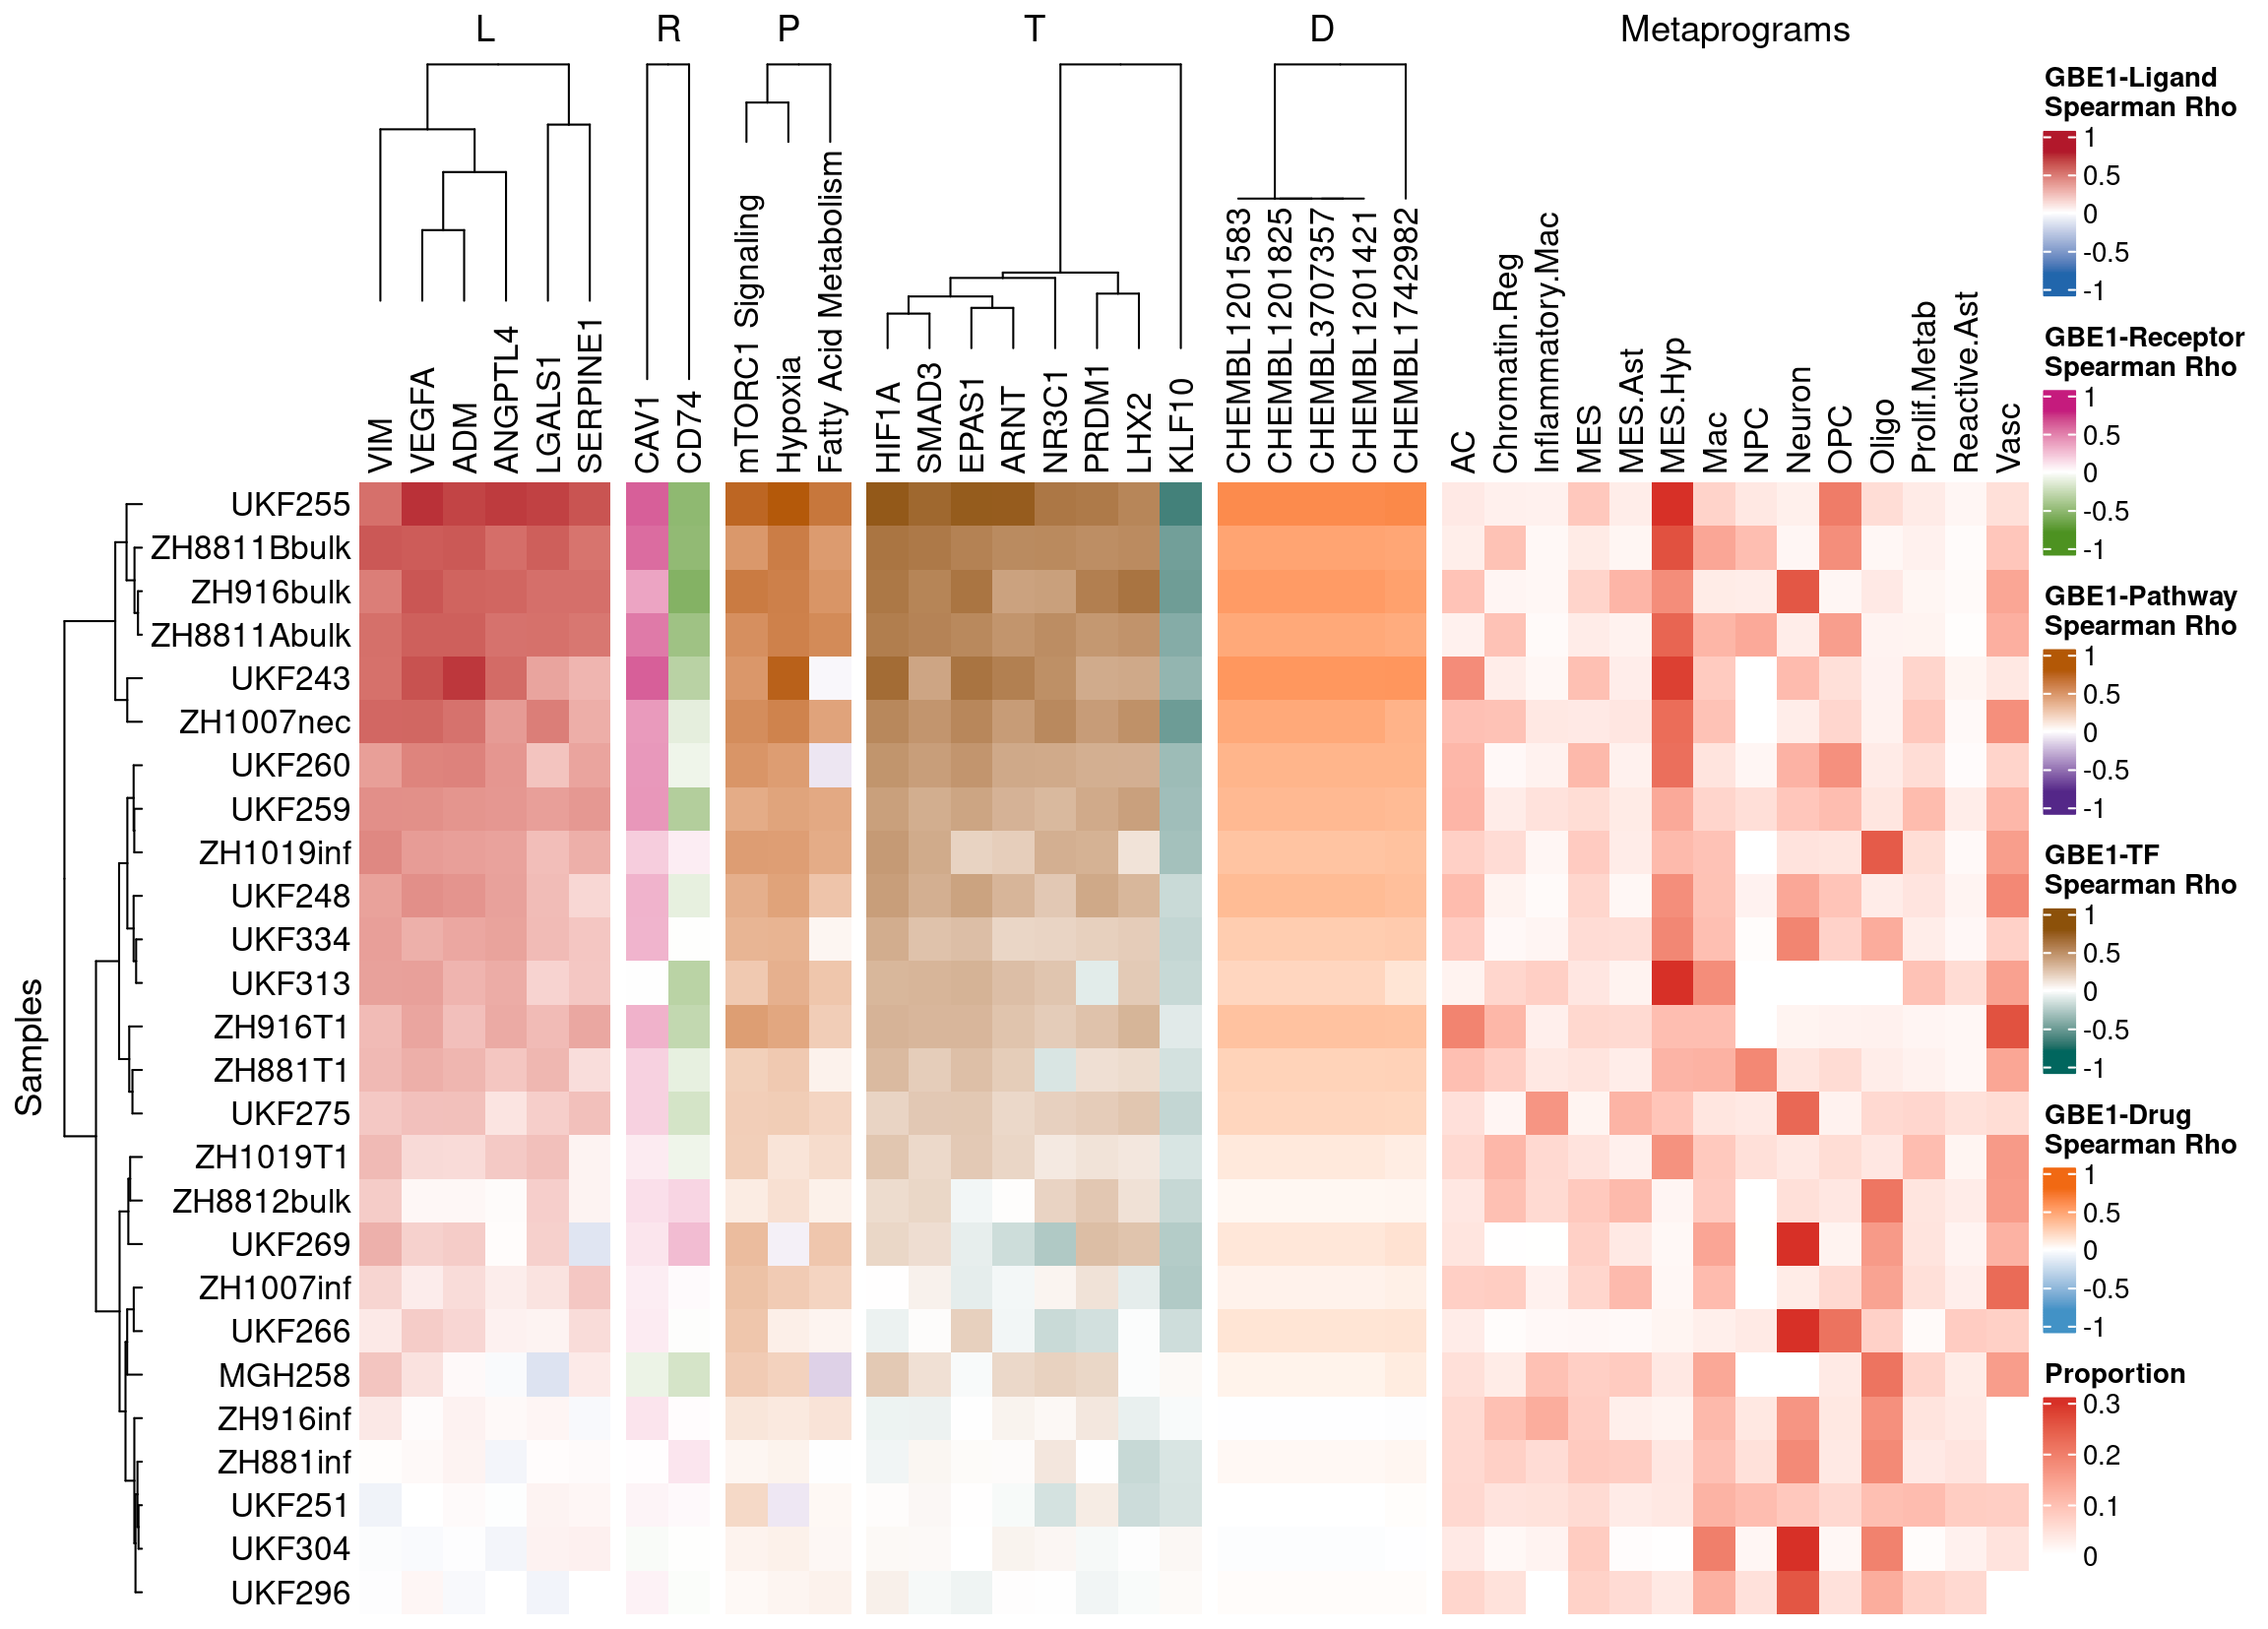 L
R
P
T
D
Metaprograms
VIM
VEGFA
ADM
ANGPTL4
LGALS1
SERPINE1
CAV1
CD74
mTORC1 Signaling
Hypoxia
Fatty Acid Metabolism
HIF1A
SMAD3
EPAS1
ARNT
NR3C1
PRDM1
LHX2
KLF10
CHEMBL1201583
CHEMBL1201825
CHEMBL3707357
CHEMBL1201421
CHEMBL1742982
AC
Chromatin.Reg
Inflammatory.Mac
MES
MES.Ast
MES.Hyp
Mac
NPC
Neuron
OPC
Oligo
Prolif.Metab
Reactive.Ast
Vasc
Samples
UKF255
ZH8811Bbulk
ZH916bulk
ZH8811Abulk
UKF243
ZH1007nec
UKF260
UKF259
ZH1019inf
UKF248
UKF334
UKF313
ZH916T1
ZH881T1
UKF275
ZH1019T1
ZH8812bulk
UKF269
ZH1007inf
UKF266
MGH258
ZH916inf
ZH881inf
UKF251
UKF304
UKF296
GBE1-Ligand
Spearman Rho
1
0.5
0
-0.5
-1
GBE1-Receptor
Spearman Rho
1
0.5
0
-0.5
-1
GBE1-Pathway
Spearman Rho
1
0.5
0
-0.5
-1
GBE1-TF
Spearman Rho
1
0.5
0
-0.5
-1
GBE1-Drug
Spearman Rho
1
0.5
0
-0.5
-1
Proportion
0.3
0.2
0.1
0